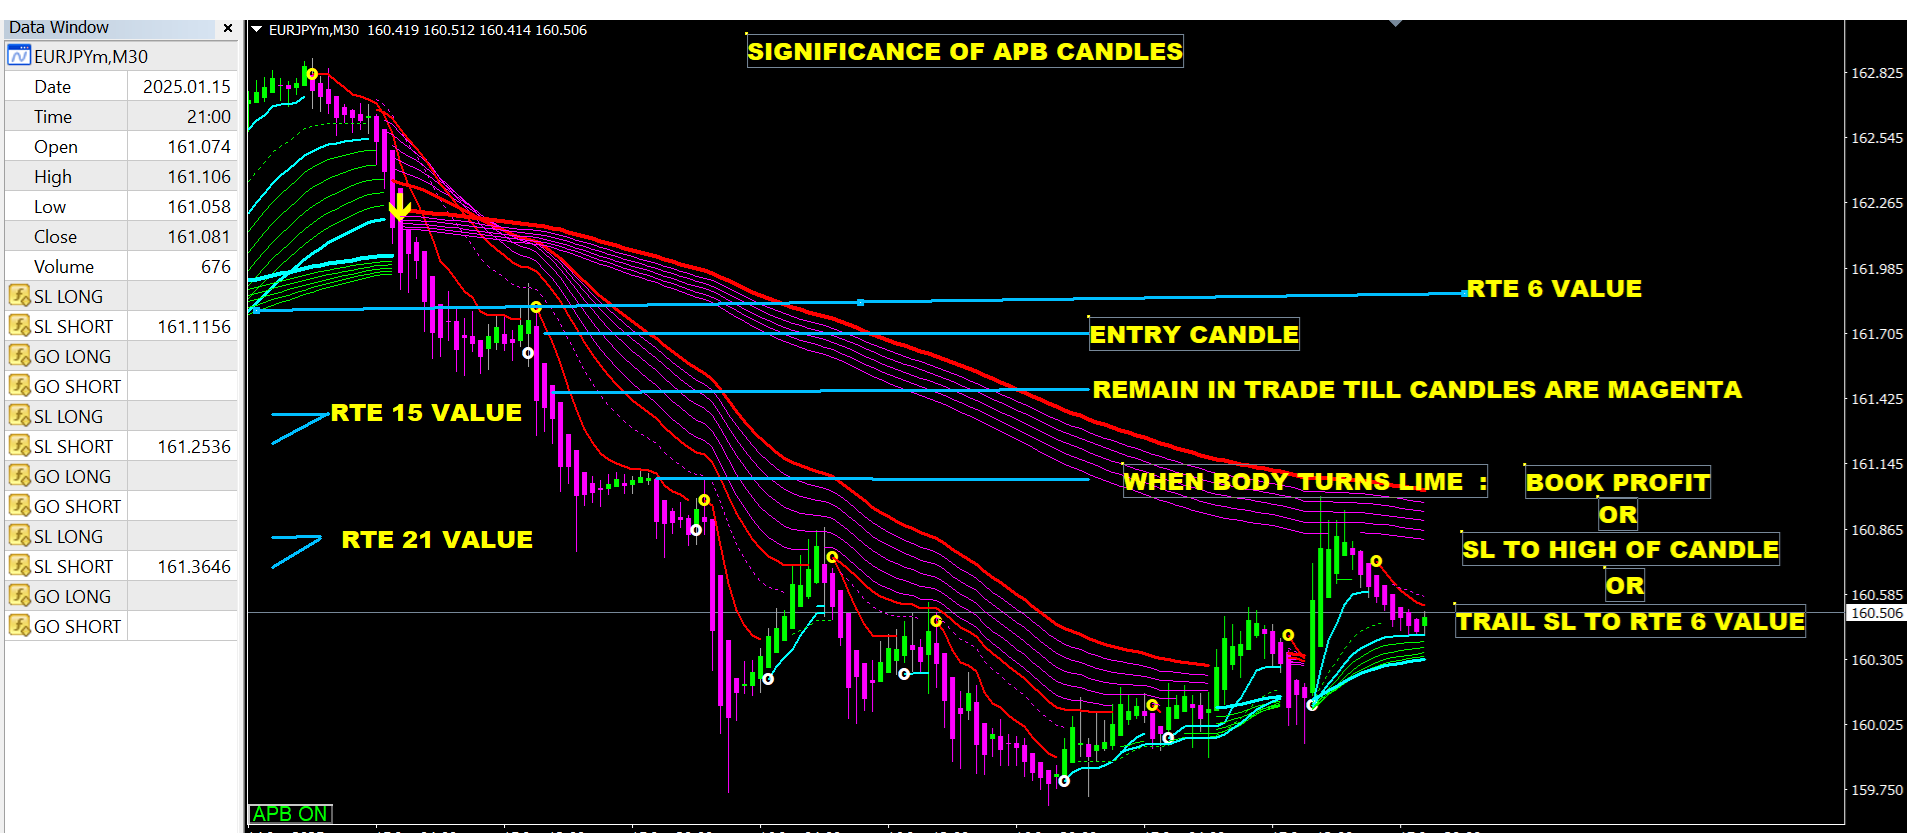 Data Window
EURJPYm,M30
Date 2025.01.15
Time 21:00
Open 161.074
High 161.106
Low 161.058
Close 161.081
Volume 676
SL LONG
SL SHORT 161.1156
GO LONG
GO SHORT
SL LONG
SL SHORT 161.2536
GO LONG
GO SHORT
SL LONG
SL SHORT 161.3646
GO LONG
GO SHORT
EURJPYm,M30 160.419 160.512 160.414 160.506
SIGNIFICANCE OF APB CANDLES
RTE 6 VALUE
ENTRY CANDLE
REMAIN IN TRADE TILL CANDLES ARE MAGENTA
RTE 15 VALUE
WHEN BODY TURNS LIME :
BOOK PROFIT
OR
SL TO HIGH OF CANDLE
OR
TRAIL SL TO RTE 6 VALUE
RTE 21 VALUE
APB ON
162.825
162.545
162.265
161.985
161.705
161.425
161.145
160.865
160.585
160.506
160.305
160.025
159.750